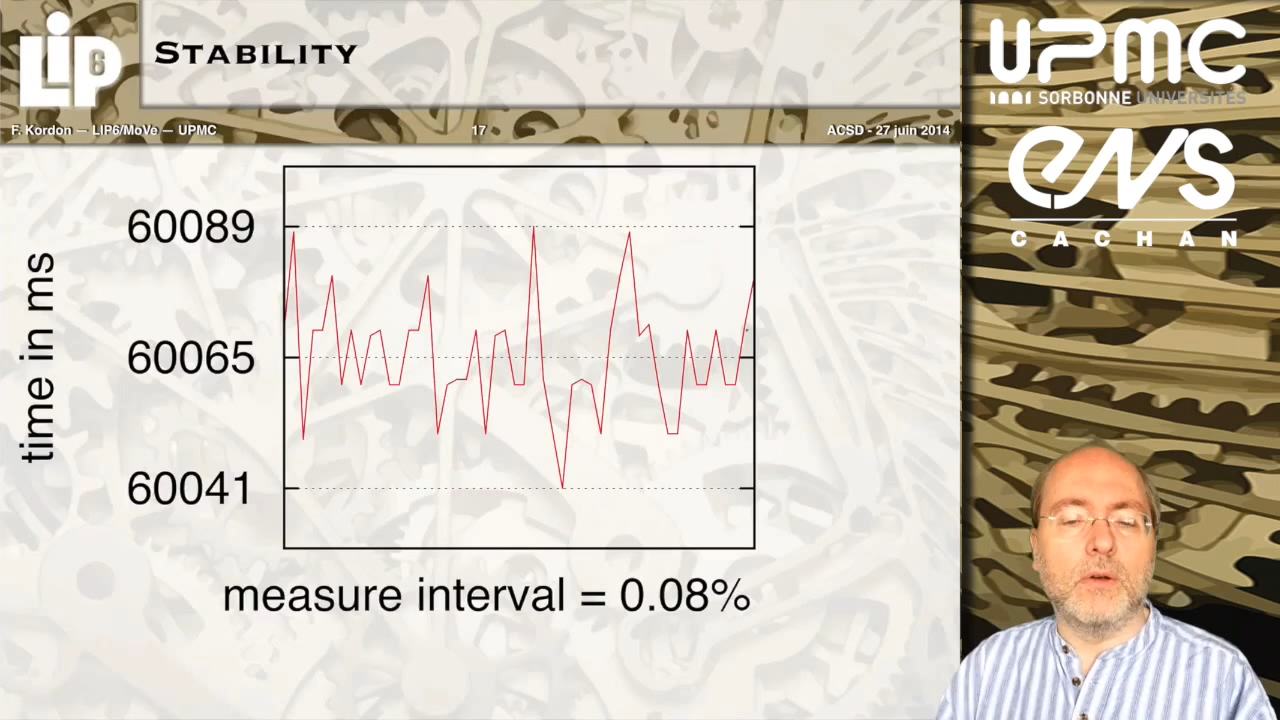 LIP6
STABILITY
F. Kordon — LIP6/MoVe — UPMC
17
ACSD - 27 juin 2014
UPMC
SORBONNE UNIVERSITÉS
ens
CACHAN
time in ms
60089
60065
60041
measure interval = 0.08%